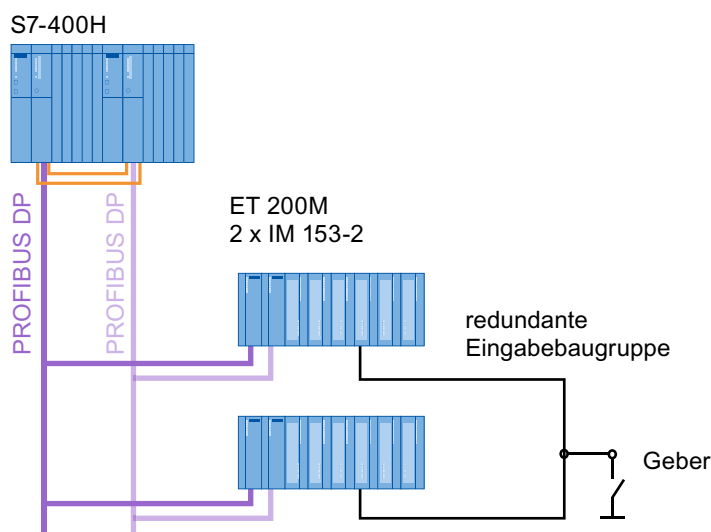 S7-400H
PROFIBUS DP
PROFIBUS DP
ET 200M
2 x IM 153-2
redundante
Eingabebaugruppe
Geber